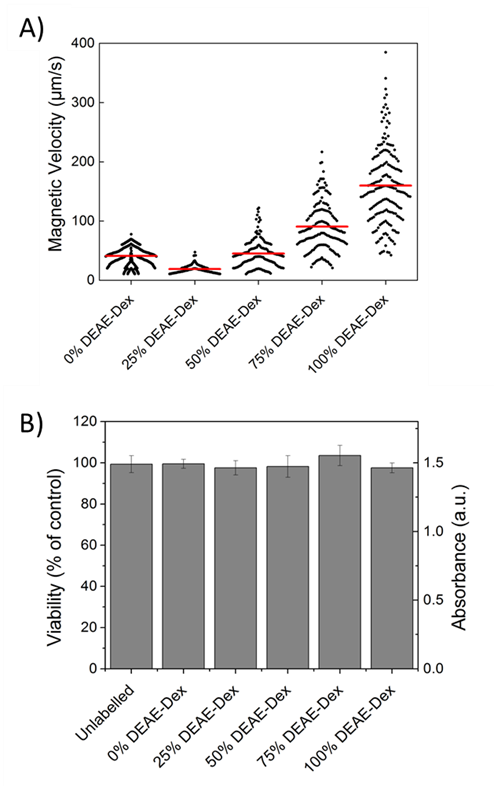 A)
Magnetic Velocity (µm/s)
400
300
200
100
0
0% DEAE-Dex
25% DEAE-Dex
50% DEAE-Dex
75% DEAE-Dex
100% DEAE-Dex
B)
Viability (% of control)
120
100
80
60
40
20
0
1.5
1.0
0.5
0.0
Absorbance (a.u.)
Unlabelled
0% DEAE-Dex
25% DEAE-Dex
50% DEAE-Dex
75% DEAE-Dex
100% DEAE-Dex